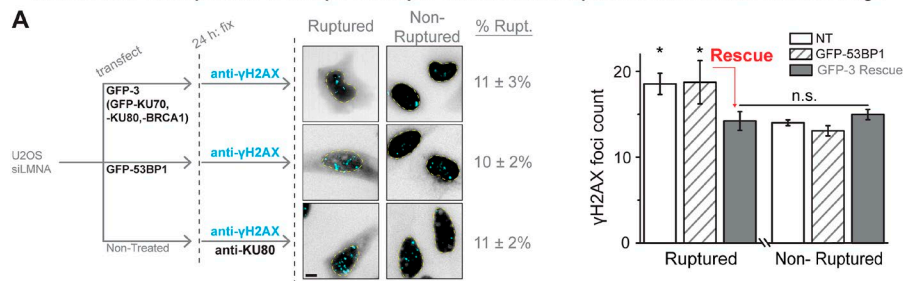 A
transfect
24 h: fix
Ruptured
Non-
Ruptured
% Rupt.
anti-γH2AX
GFP-3
(GFP-KU70,
-KU80,-BRCA1)
11 ± 3%
U2OS
siLMNA
anti-γH2AX
GFP-53BP1
10 ± 2%
anti-γH2AX
Non-Treated
anti-KU80
11 ± 2%
NT
GFP-53BP1
GFP-3 Rescue
* *
Rescue
n.s.
γH2AX foci count
20
10
0
Ruptured
Non- Ruptured